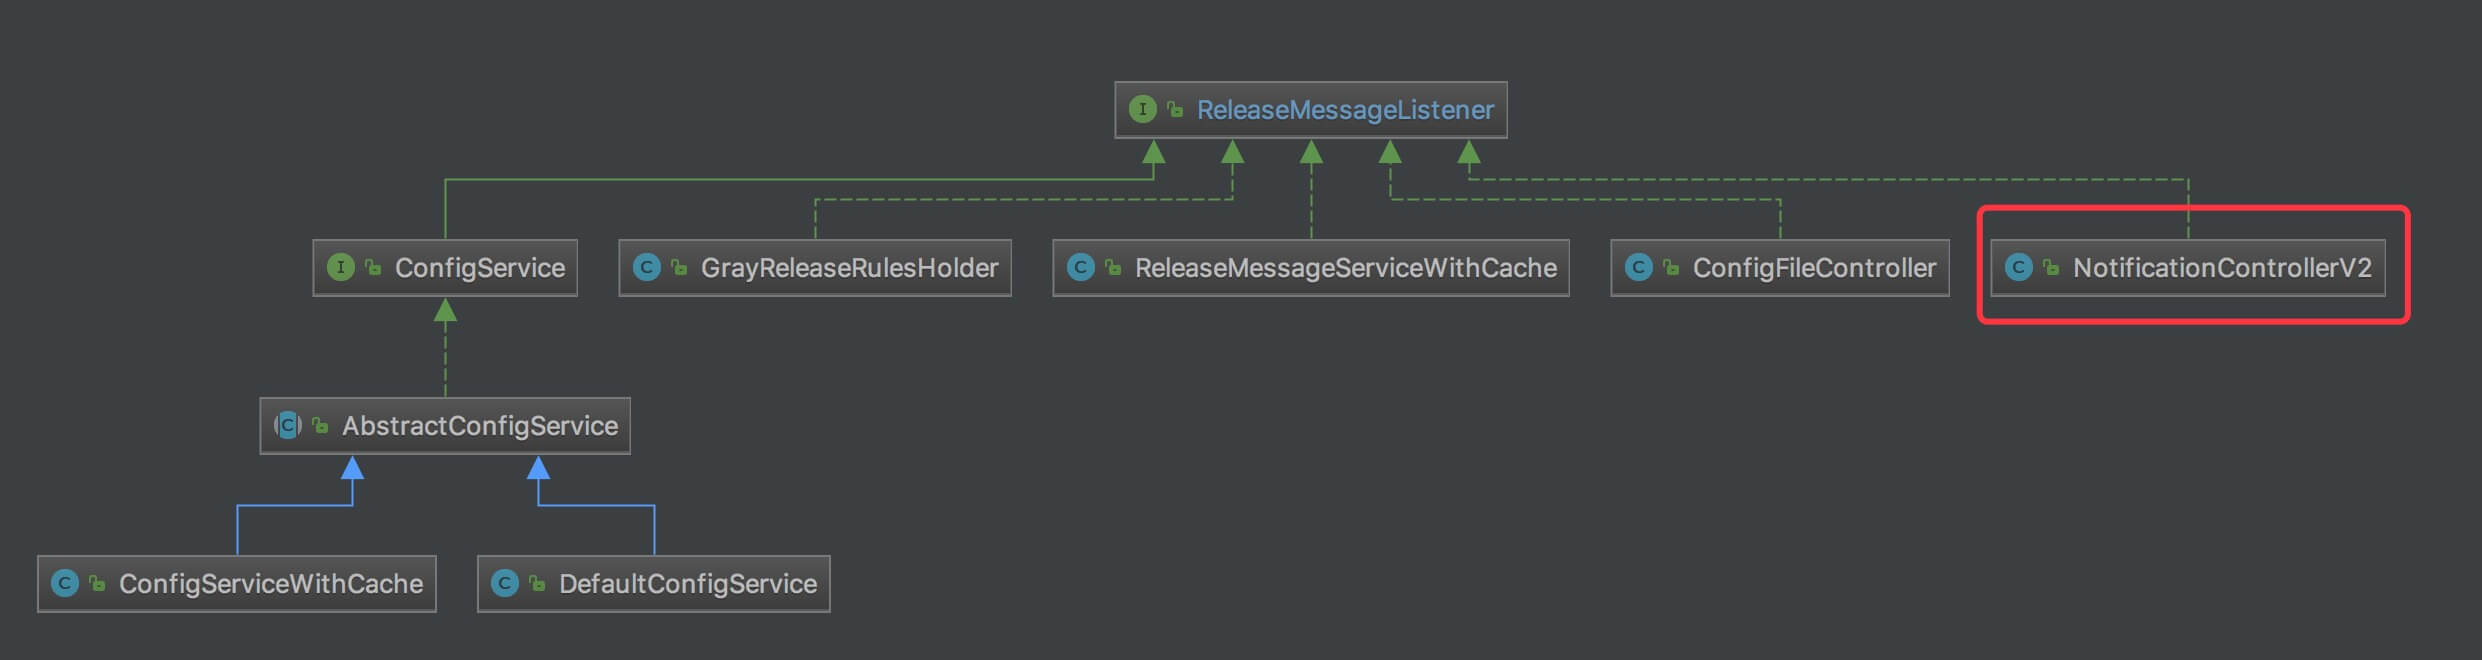 I ReleaseMessageListener
I ConfigService
C GrayReleaseRulesHolder
C ReleaseMessageServiceWithCache
C ConfigFileController
C NotificationControllerV2
C AbstractConfigService
C ConfigServiceWithCache
C DefaultConfigService